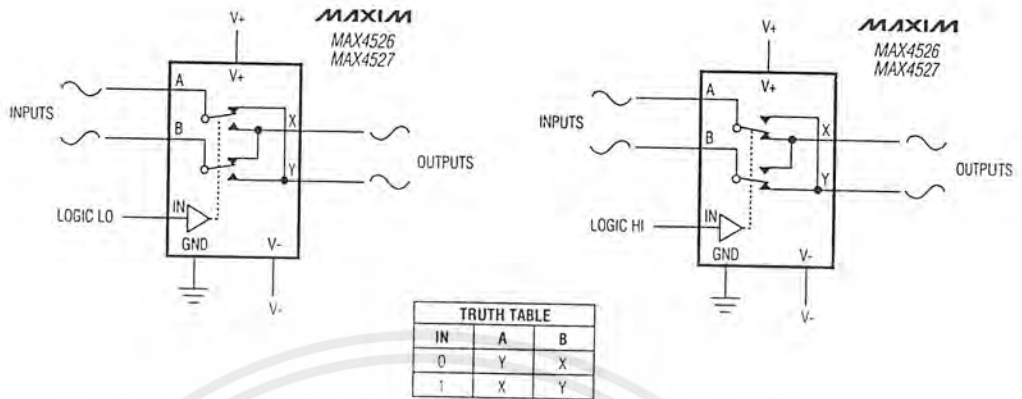 V+
MAXIM
MAX4526
MAX4527
V+
A
INPUTS
B
X
Y
OUTPUTS
LOGIC LO
IN
GND
V-
V-
V+
MAXIM
MAX4526
MAX4527
V+
A
INPUTS
B
X
Y
OUTPUTS
LOGIC HI
IN
GND
V-
V-
TRUTH TABLE
IN A B
0 Y X
1 X Y